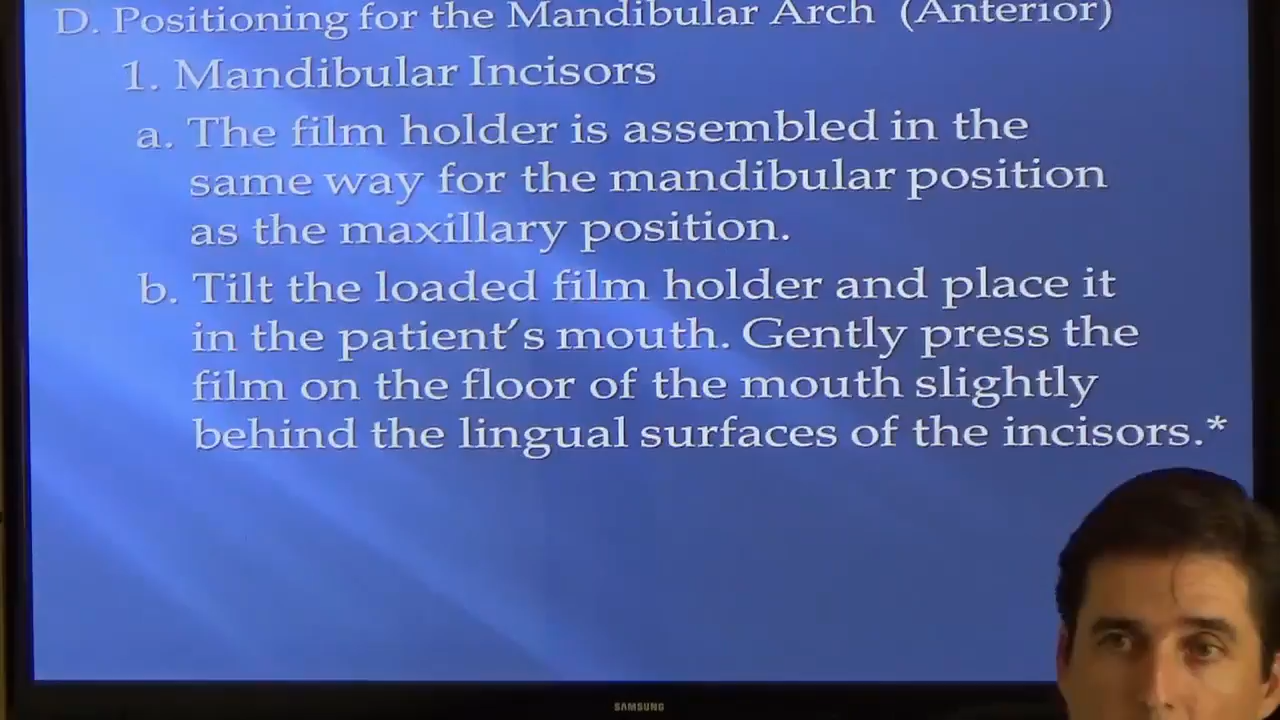 D. Positioning for the Mandibular Arch (Anterior)
1. Mandibular Incisors
a. The film holder is assembled in the
same way for the mandibular position
as the maxillary position.
b. Tilt the loaded film holder and place it
in the patient's mouth. Gently press the
film on the floor of the mouth slightly
behind the lingual surfaces of the incisors.*
SAMSUNG